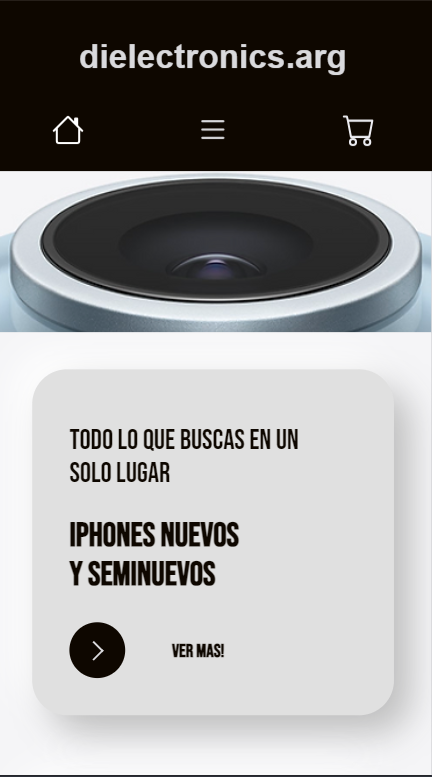 dielectronics.arg
TODO LO QUE BUSCAS EN UN
SOLO LUGAR
IPHONES NUEVOS
Y SEMINUEVOS
VER MAS!